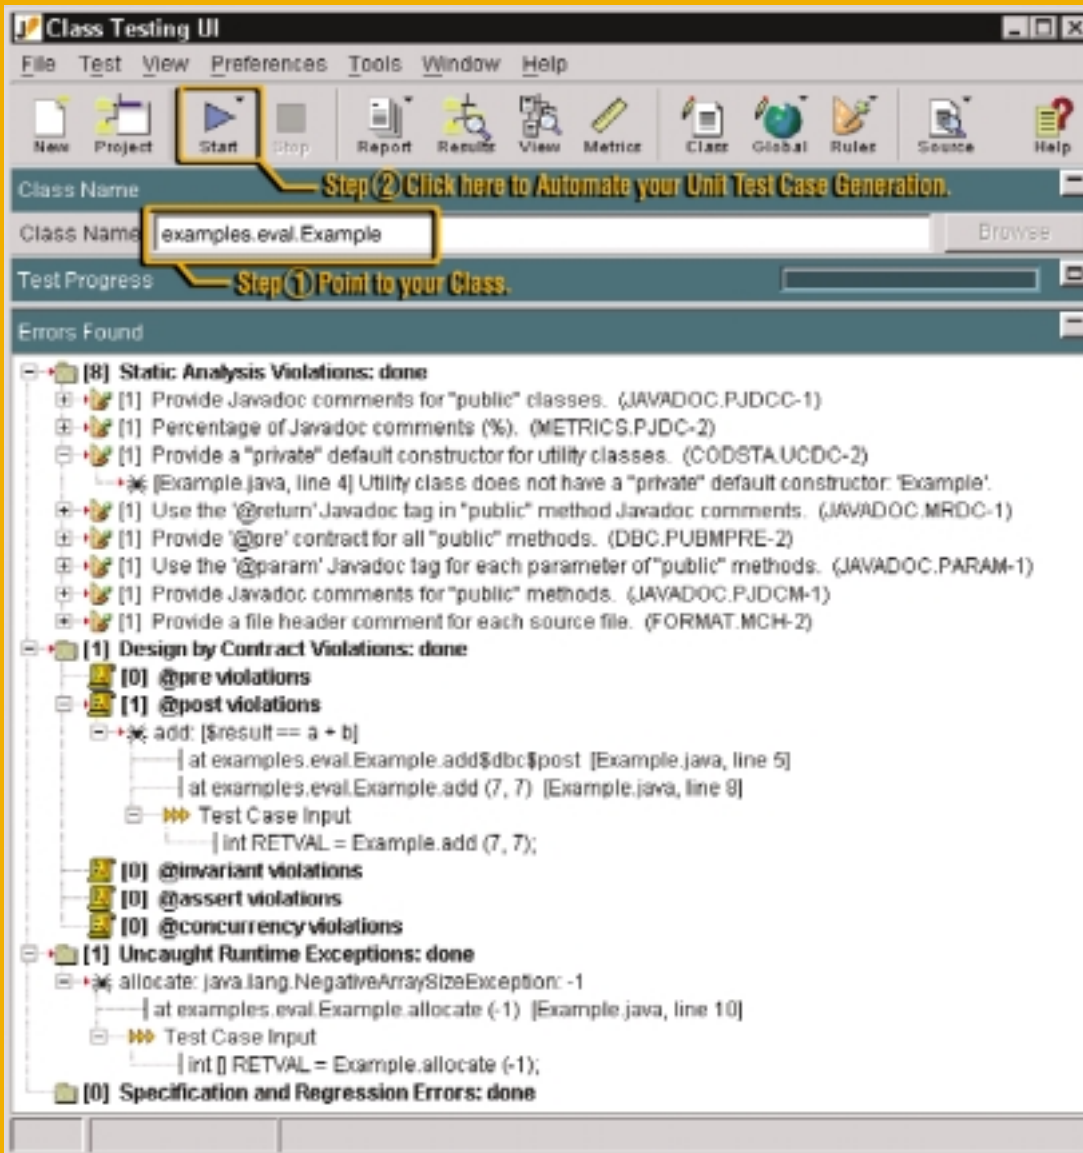 Class Testing UI
File Test View Preferences Tools Window Help
New Project Start Stop Report Results View Metrics Class Global Rules Source Help
Step 2 Click here to Automate your Unit Test Case Generation.
Class Name
Class Name examples.eval.Example Browse
Step 1 Point to your Class.
Test Progress
Errors Found
[8] Static Analysis Violations: done
[1] Provide Javadoc comments for "public" classes. (JAVADOC.PJDCC-1)
[1] Percentage of Javadoc comments (%). (METRICS.PJDC-2)
[1] Provide a "private" default constructor for utility classes. (CODSTA.UCDC-2)
[Example.java, line 4] Utility class does not have a "private" default constructor: 'Example'.
[1] Use the '@return' Javadoc tag in "public" method Javadoc comments. (JAVADOC.MRDC-1)
[1] Provide '@pre' contract for all "public" methods. (DBC.PUBMPRE-2)
[1] Use the '@param' Javadoc tag for each parameter of "public" methods. (JAVADOC.PARAM-1)
[1] Provide Javadoc comments for "public" methods. (JAVADOC.PJDCM-1)
[1] Provide a file header comment for each source file. (FORMAT.MCH-2)
[1] Design by Contract Violations: done
[0] @pre violations
[1] @post violations
add: [$result == a + b]
at examples.eval.Example.add$dbc$post [Example.java, line 5]
at examples.eval.Example.add (7, 7) [Example.java, line 8]
Test Case Input
int RETVAL = Example.add (7, 7);
[0] @invariant violations
[0] @assert violations
[0] @concurrency violations
[1] Uncaught Runtime Exceptions: done
allocate: java.lang.NegativeArraySizeException: -1
at examples.eval.Example.allocate (-1) [Example.java, line 10]
Test Case Input
int [] RETVAL = Example.allocate (-1);
[0] Specification and Regression Errors: done